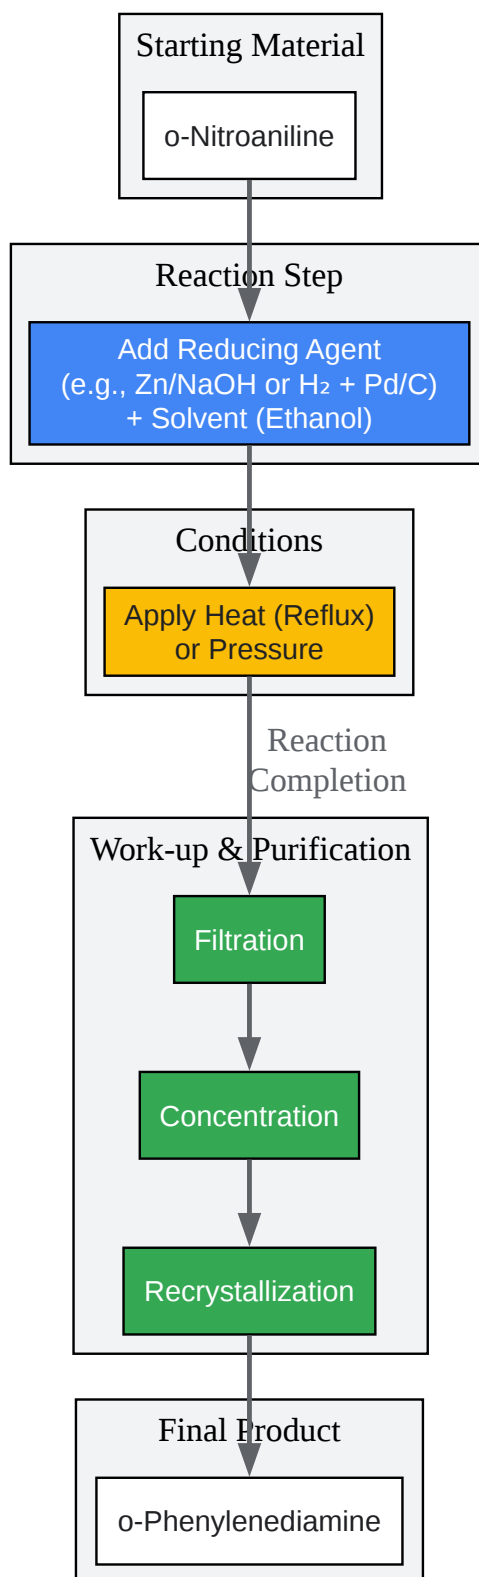 Starting Material
o-Nitroaniline
Reaction Step
Add Reducing Agent
(e.g., Zn/NaOH or H₂ + Pd/C)
+ Solvent (Ethanol)
Conditions
Apply Heat (Reflux)
or Pressure
Reaction
Completion
Work-up & Purification
Filtration
Concentration
Recrystallization
Final Product
o-Phenylenediamine